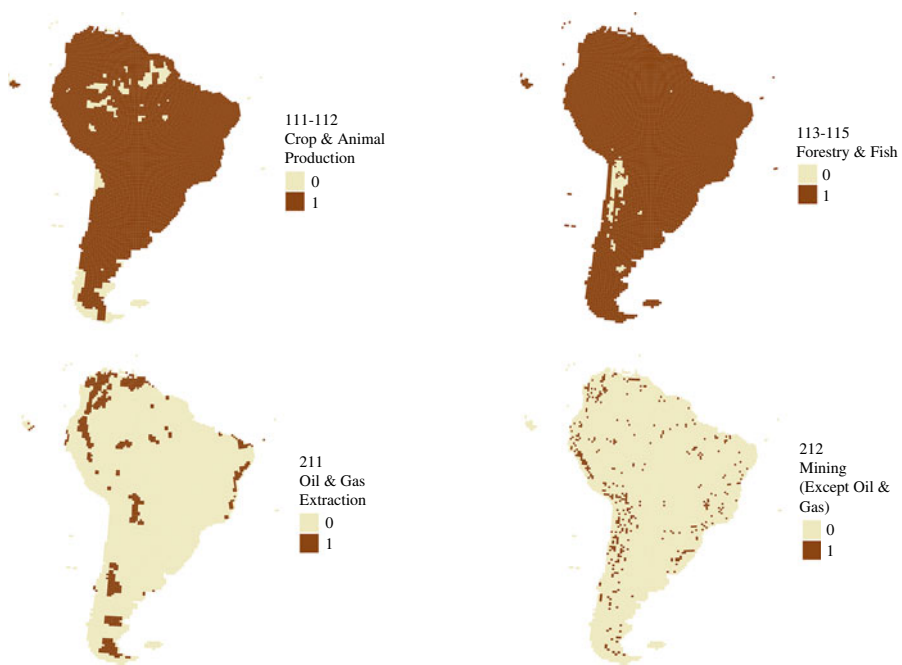 111-112
Crop & Animal
Production
0
1
113-115
Forestry & Fish
0
1
211
Oil & Gas
Extraction
0
1
212
Mining
(Except Oil &
Gas)
0
1